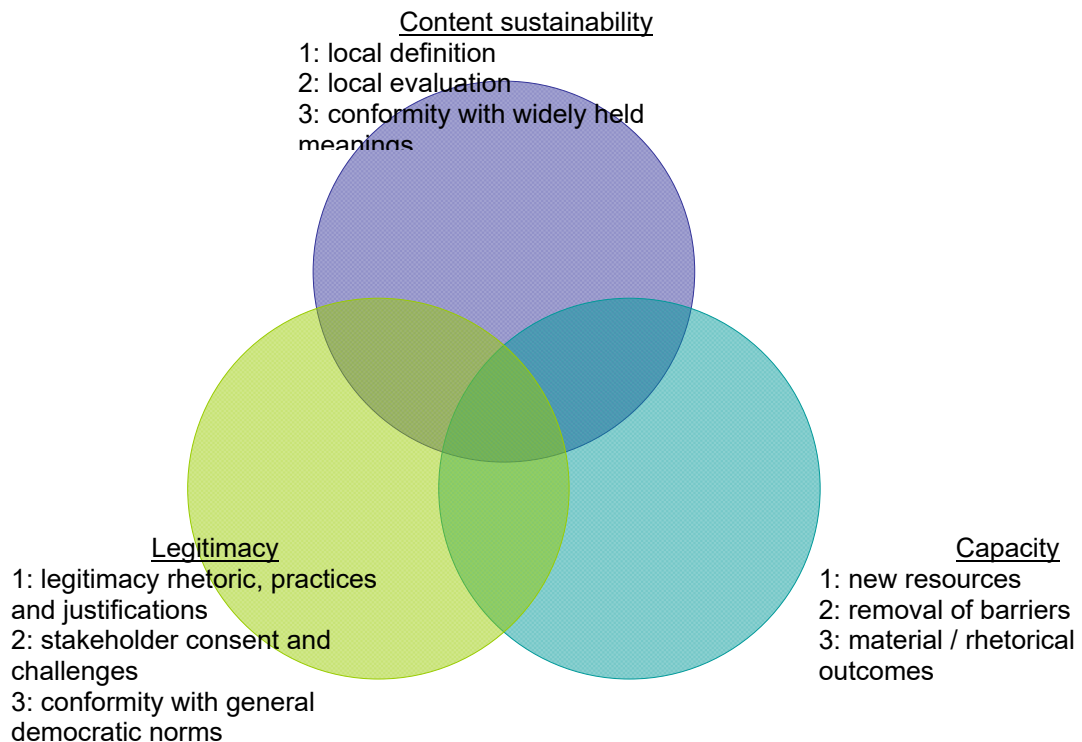 Content sustainability
1: local definition
2: local evaluation
3: conformity with widely held
meanings
Legitimacy
1: legitimacy rhetoric, practices
and justifications
2: stakeholder consent and
challenges
3: conformity with general
democratic norms
Capacity
1: new resources
2: removal of barriers
3: material / rhetorical
outcomes